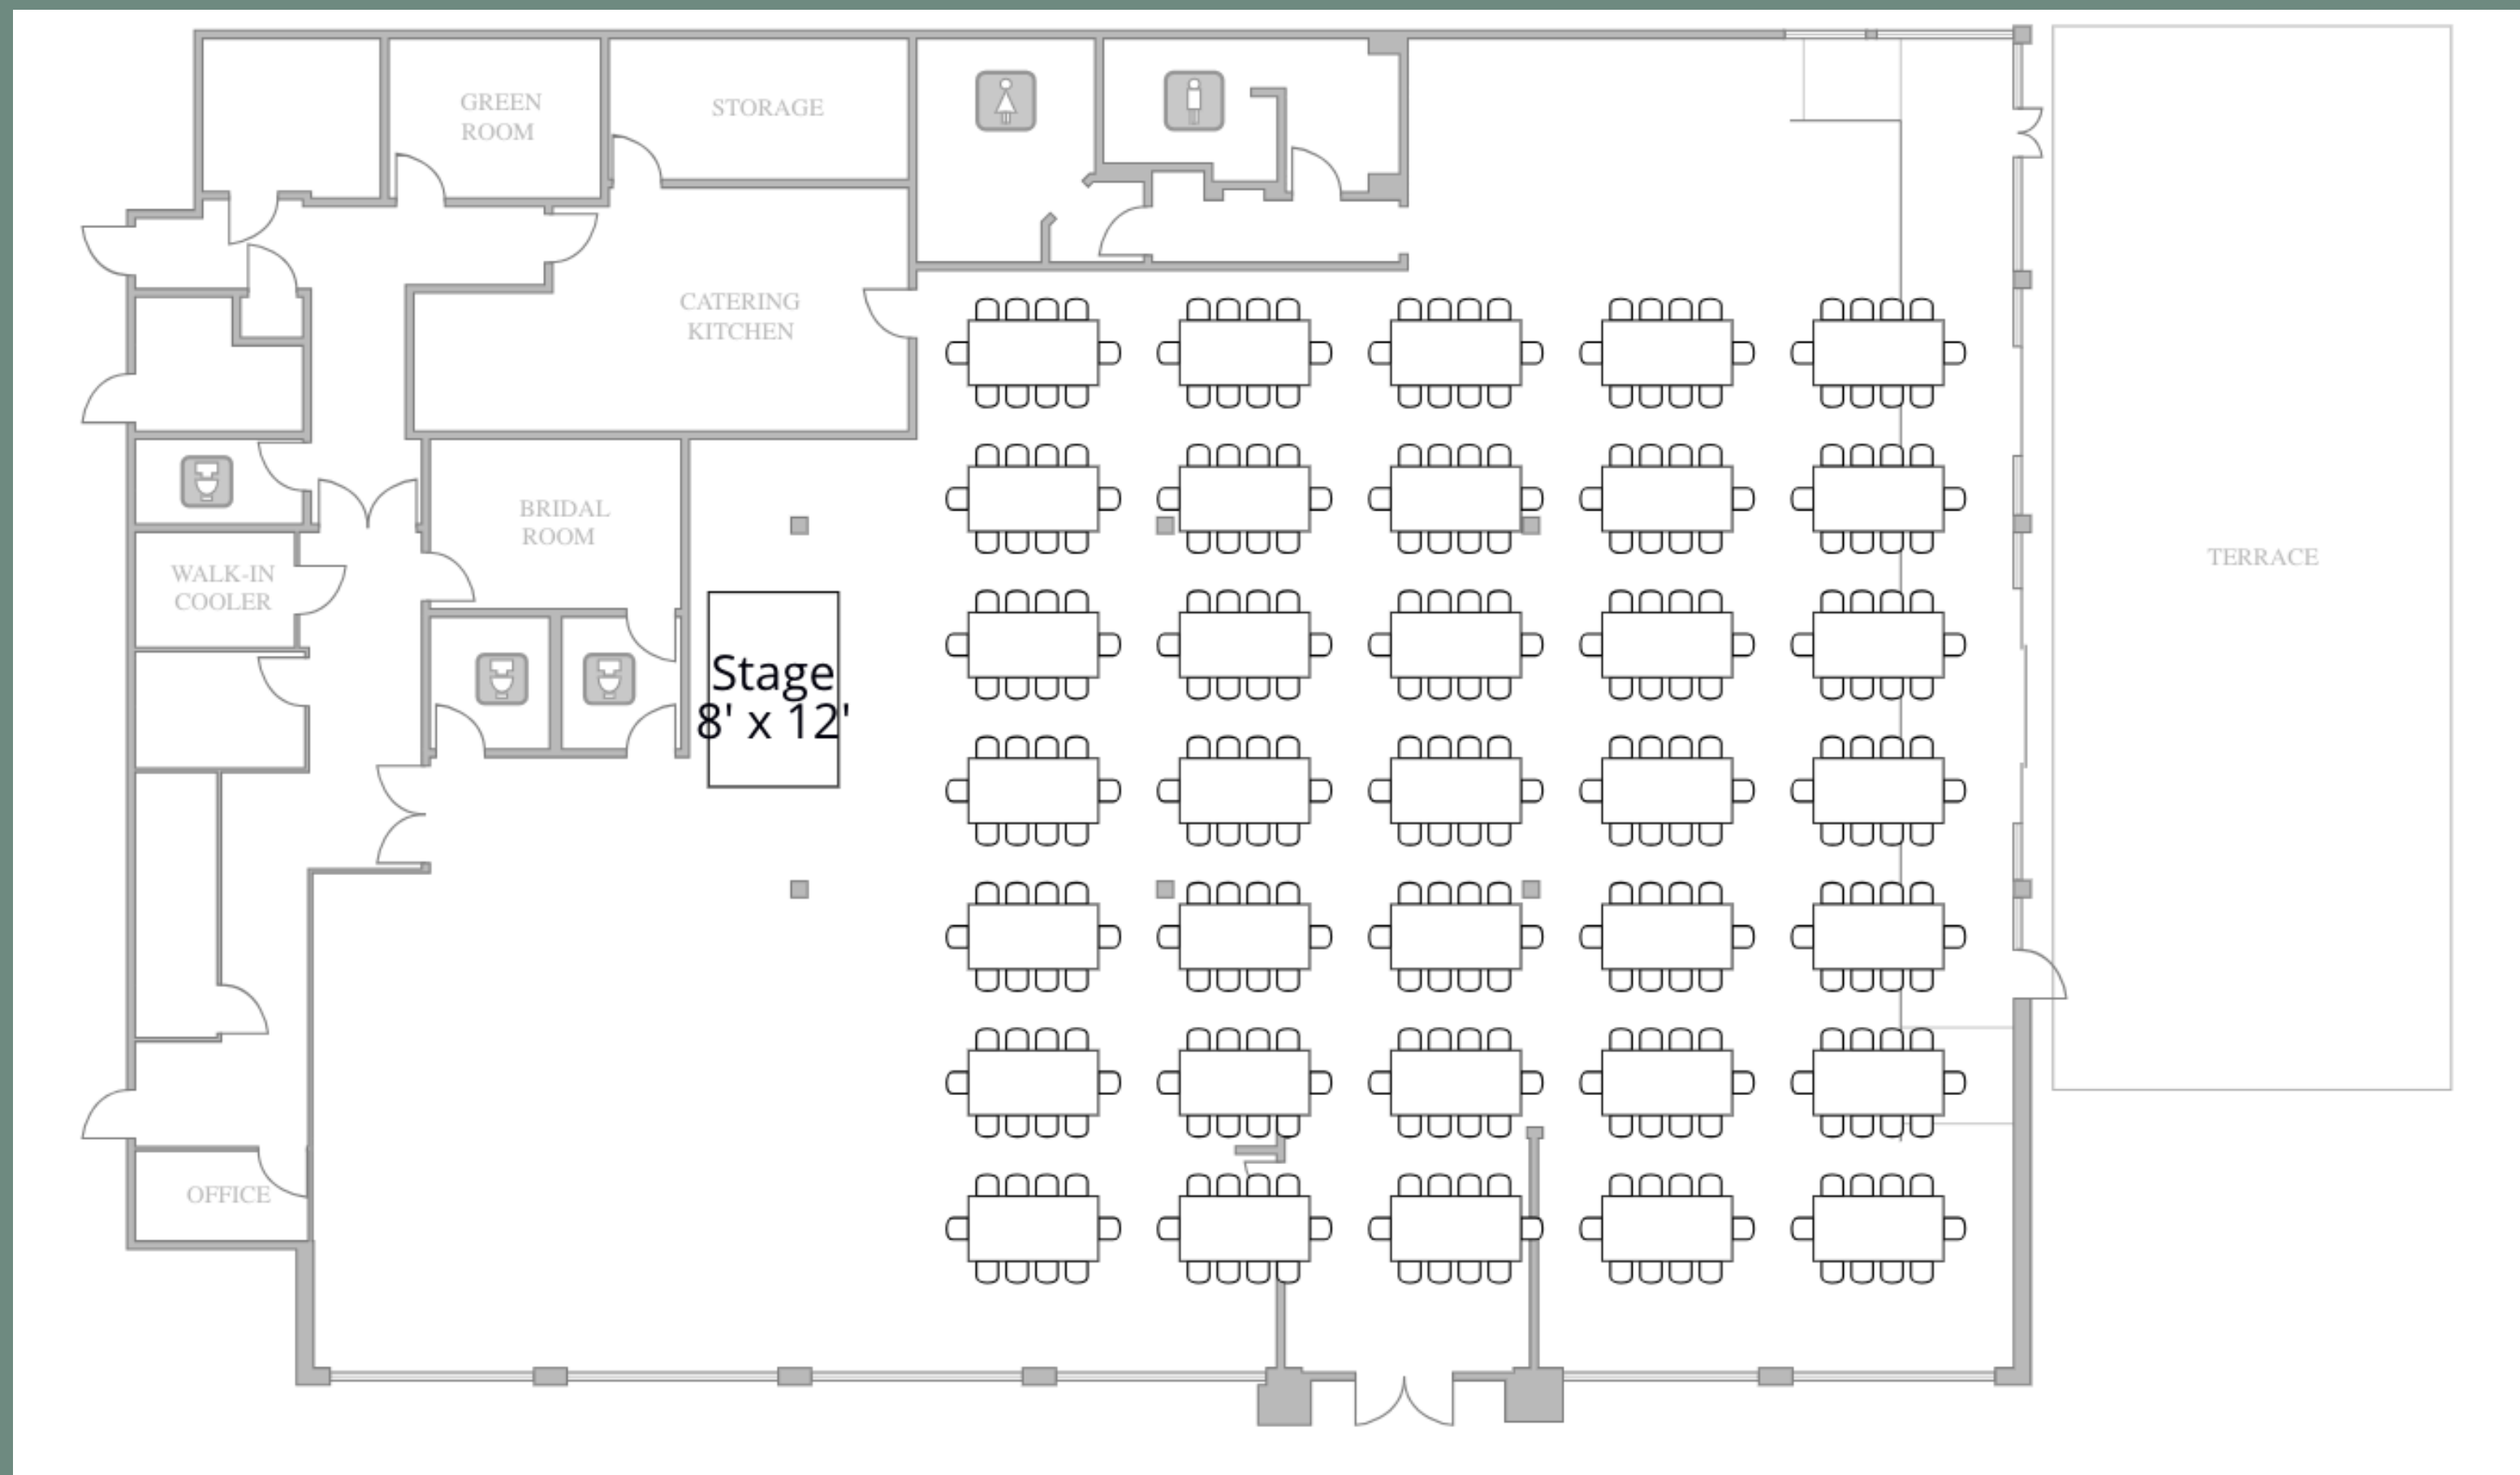 GREEN
ROOM
STORAGE
CATERING
KITCHEN
BRIDAL
ROOM
WALK-IN
COOLER
TERRACE
Stage
8' x 12'
OFFICE